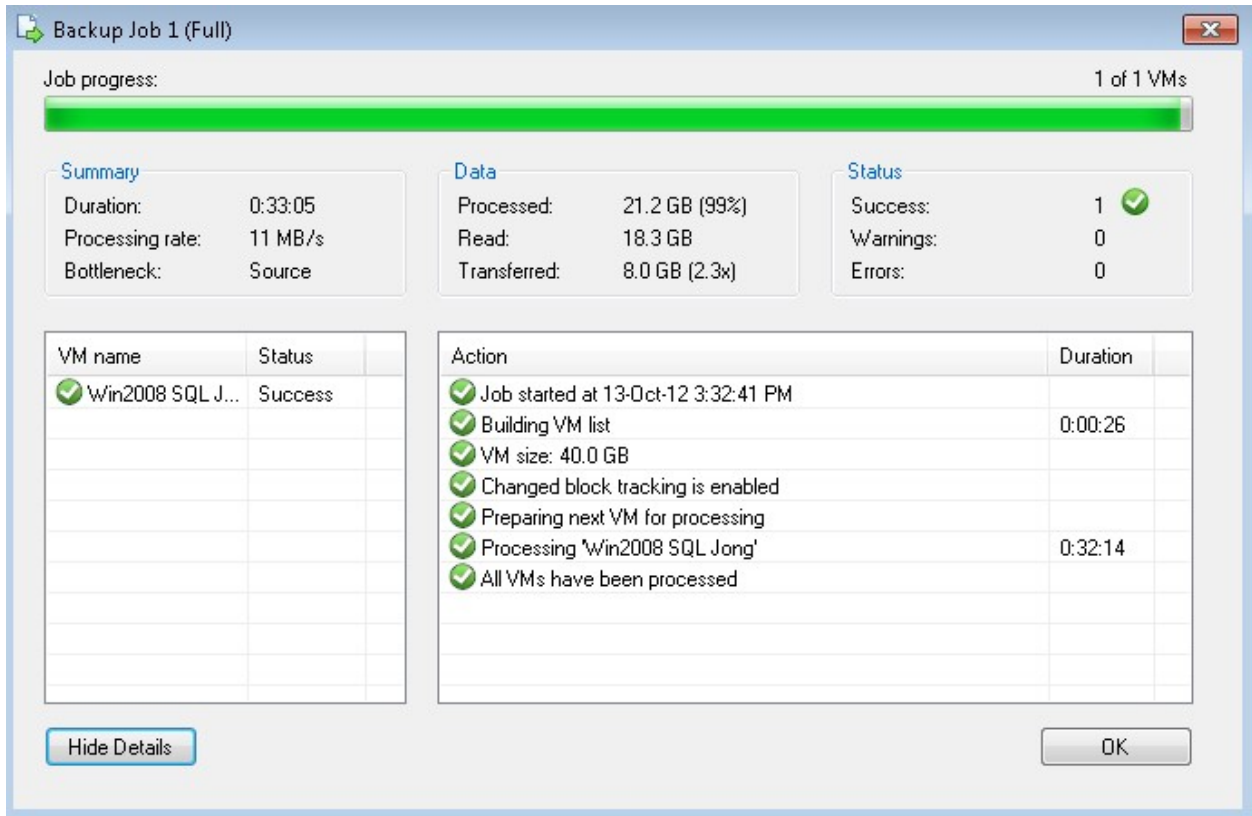 Backup Job 1 (Full)
Job progress: 1 of 1 VMs
Summary
Duration: 0:33:05
Processing rate: 11 MB/s
Bottleneck: Source
Data
Processed: 21.2 GB (99%)
Read: 18.3 GB
Transferred: 8.0 GB (2.3x)
Status
Success: 1
Warnings: 0
Errors: 0
VM name Status
Win2008 SQL J... Success
Action Duration
Job started at 13-Oct-12 3:32:41 PM
Building VM list 0:00:26
VM size: 40.0 GB
Changed block tracking is enabled
Preparing next VM for processing
Processing 'Win2008 SQL Jong' 0:32:14
All VMs have been processed
Hide Details
OK